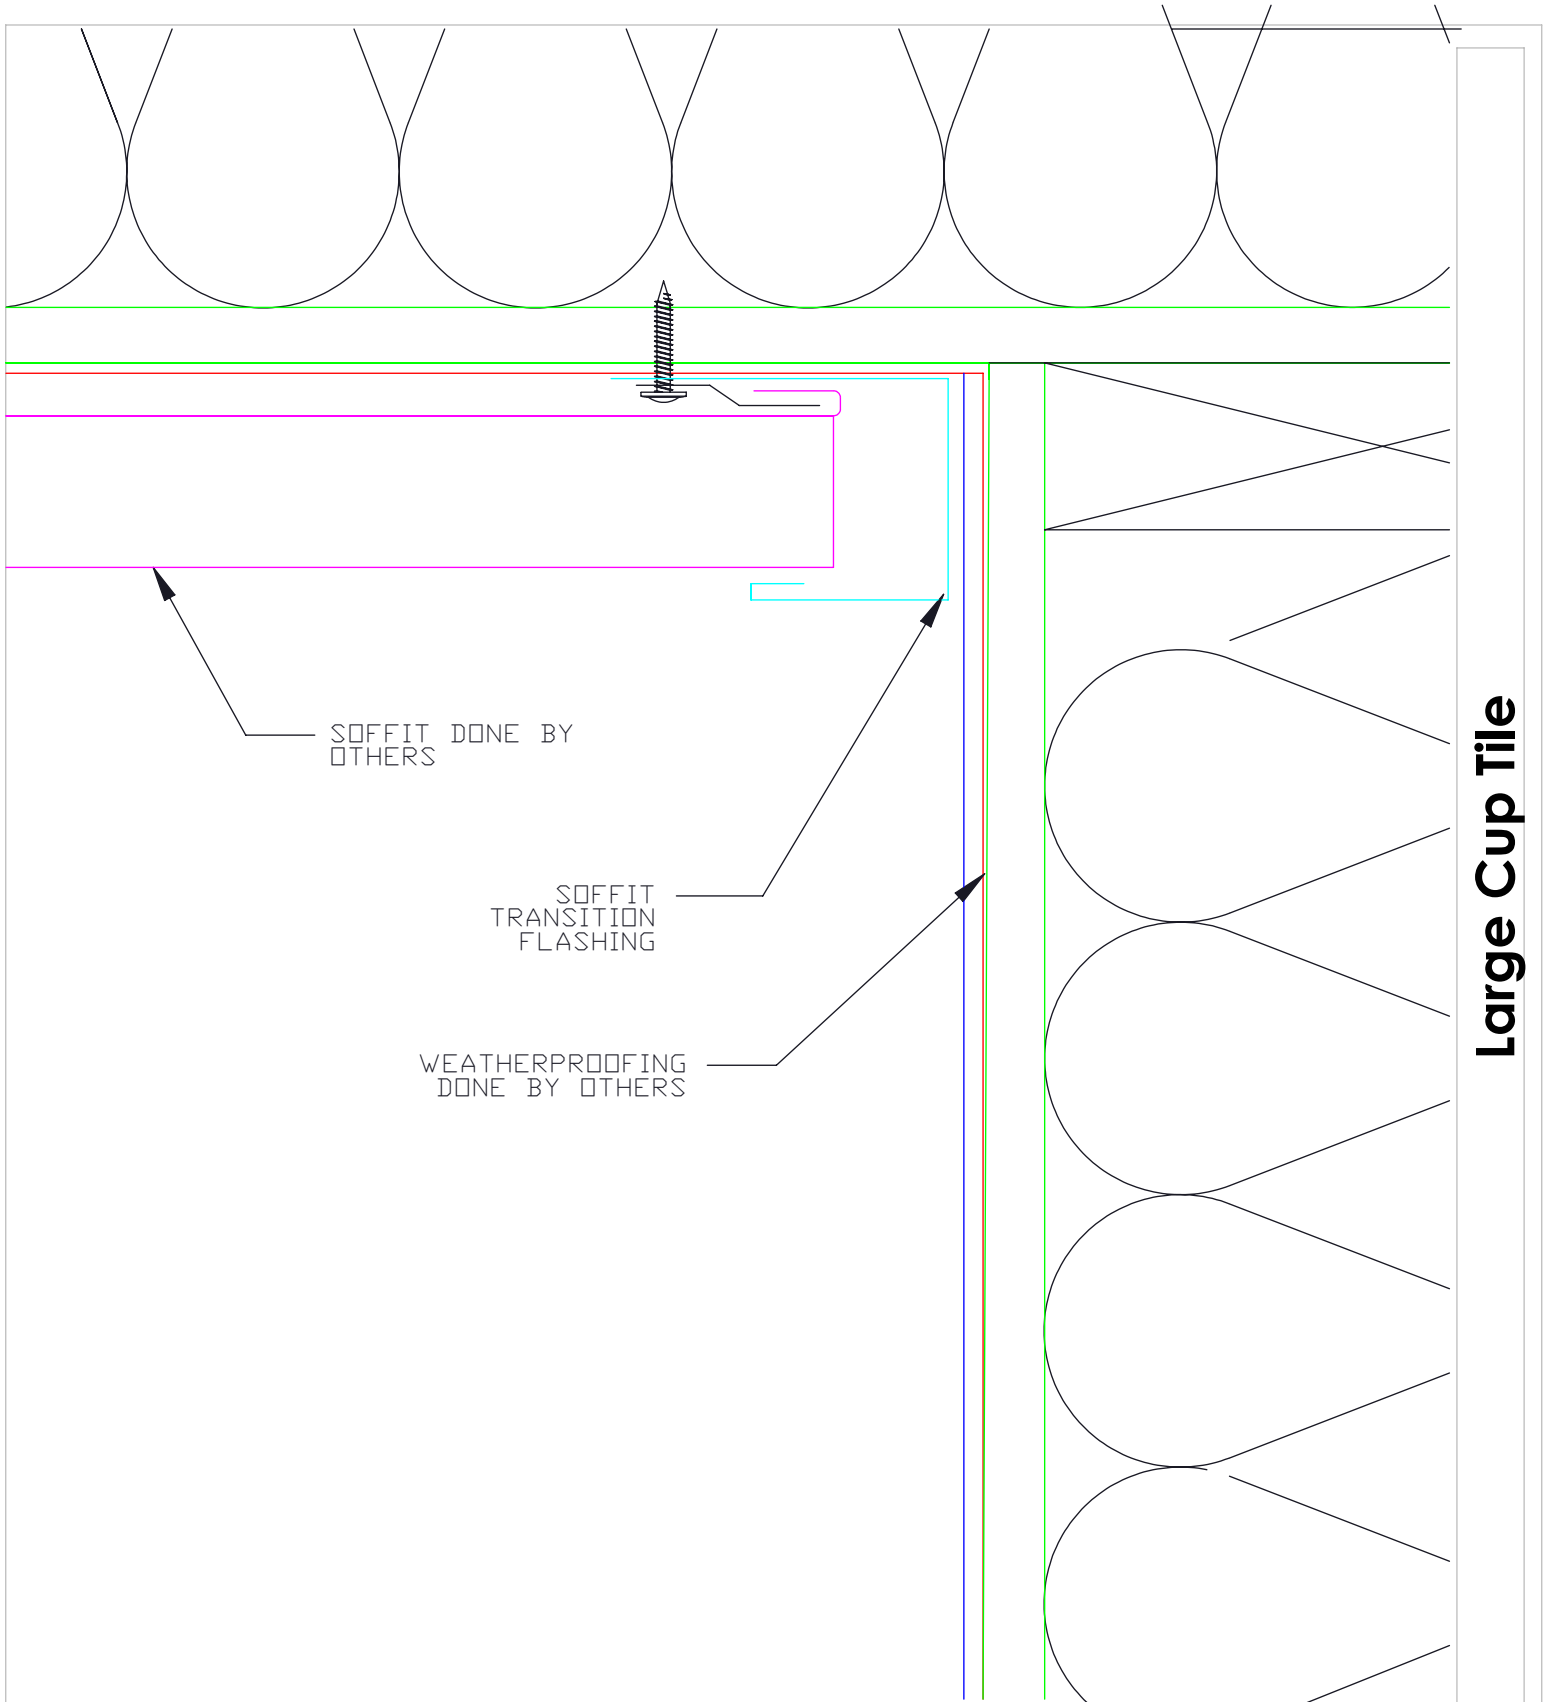 SOFFIT DONE BY
OTHERS
SOFFIT
TRANSITION
FLASHING
WEATHERPROOFING
DONE BY OTHERS
Large Cup Tile